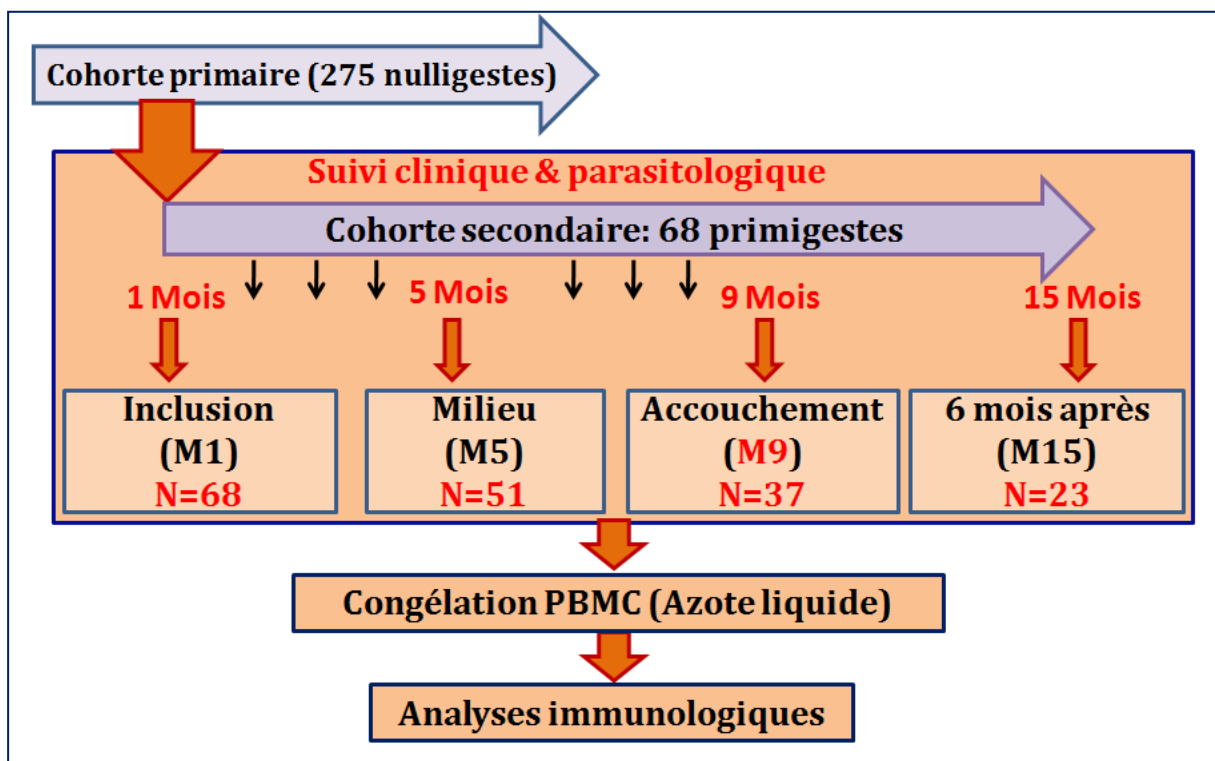 Cohorte primaire (275 nulligestes)
Suivi clinique & parasitologique
Cohorte secondaire: 68 primigestes
1 Mois
5 Mois
9 Mois
15 Mois
Inclusion
(M1)
N=68
Milieu
(M5)
N=51
Accouchement
(M9)
N=37
6 mois après
(M15)
N=23
Congélation PBMC (Azote liquide)
Analyses immunologiques